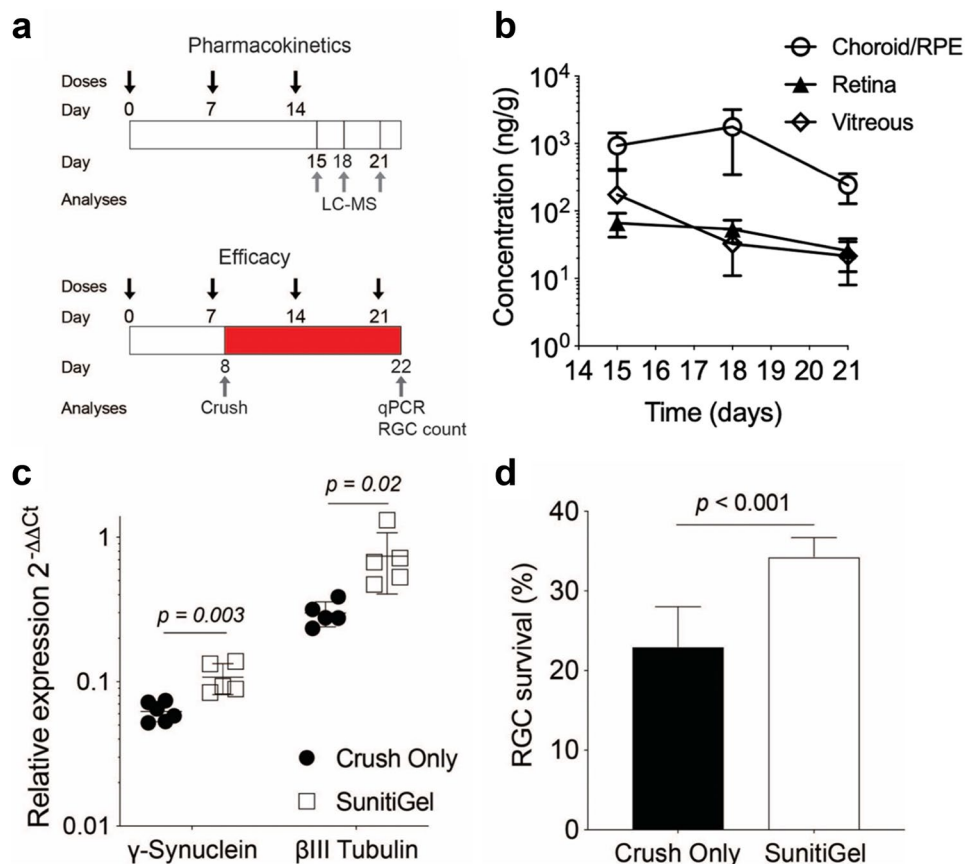 a
Pharmacokinetics
Doses
Day 0 7 14
Day 15 18 21
Analyses LC-MS
Efficacy
Doses
Day 0 7 14 21
Day 8 22
Analyses Crush qPCR
RGC count
b
Choroid/RPE
Retina
Vitreous
Concentration (ng/g)
10⁴
10³
10²
10¹
10⁰
14 15 16 17 18 19 20 21
Time (days)
c
Relative expression 2^-ΔΔCt
1
0.1
0.01
p = 0.003
p = 0.02
Crush Only
SunitiGel
γ-Synuclein βIII Tubulin
d
RGC survival (%)
40
30
20
10
0
p < 0.001
Crush Only SunitiGel